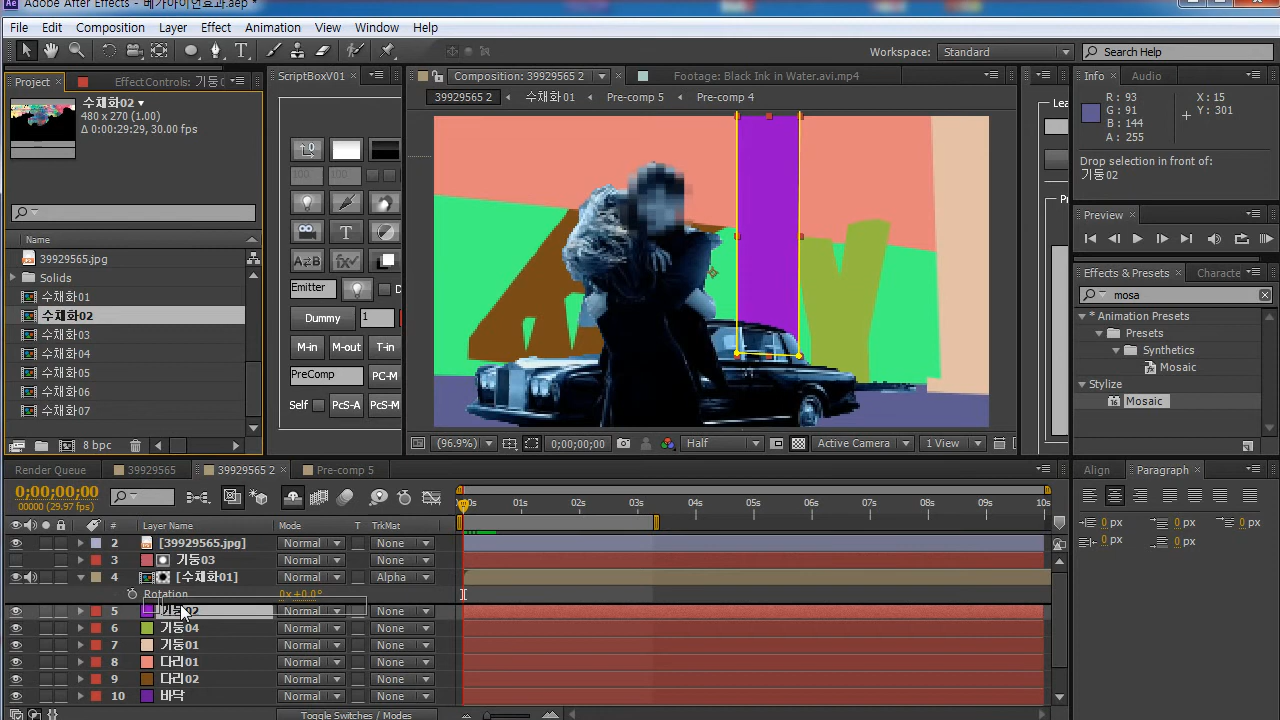 Adobe After Effects - 베가아이언효과.aep *
File Edit Composition Layer Effect Animation Window Help
Workspace: Standard Search Help
Project Effect Controls: 기둥
수채화02
480 x 270 (1.00)
Δ 0:00:29:29, 30.00 fps
Name
39929565.jpg
Solids
수채화01
수채화02
수채화03
수채화04
수채화05
수채화06
수채화07
8 bpc
ScriptBoxV01
100 100
T
A>B fx
Emitter
Dummy 1
M-in M-out T-in
PreComp PC-M
Self PcS-A PcS-M
Composition: 39929565 2 Footage: Black Ink in Water.avi.mp4
39929565 2 수채화01 Pre-comp 5 Pre-comp 4
(96.9%) 0;00;00;00 Half Active Camera 1 View
Lea
Pr
Info Audio
R: 93 X: 15
G: 91 Y: 301
B: 144
A: 255
Drop selection in front of:
기둥02
Preview
Effects & Presets Characte
mosa
* Animation Presets
Presets
Synthetics
Mosaic
Stylize
Mosaic
Render Queue 39929565 39929565 2 Pre-comp 5
0;00;00;00
00000 (29.97 fps)
# Layer Name Mode T TrkMat
2 [39929565.jpg] Normal None
3 기둥03 Normal None
4 [수채화01] Normal Alpha
Rotation 0x+0.0°
5 기둥02 Normal None
6 기둥04 Normal None
7 기둥01 Normal None
8 다리01 Normal None
9 다리02 Normal None
10 바닥 Normal None
Toggle Switches / Modes
00s 01s 02s 03s 04s 05s 06s 07s 08s 09s 10s
Align Paragraph
0 px 0 px 0 px
0 px 0 px